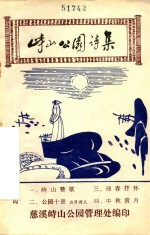 51742
峙山公園诗集
一、峙山赞歌
三、迎春抒怀
二、公园十景
四、中秋赏月
慈溪峙山公园管理处编印